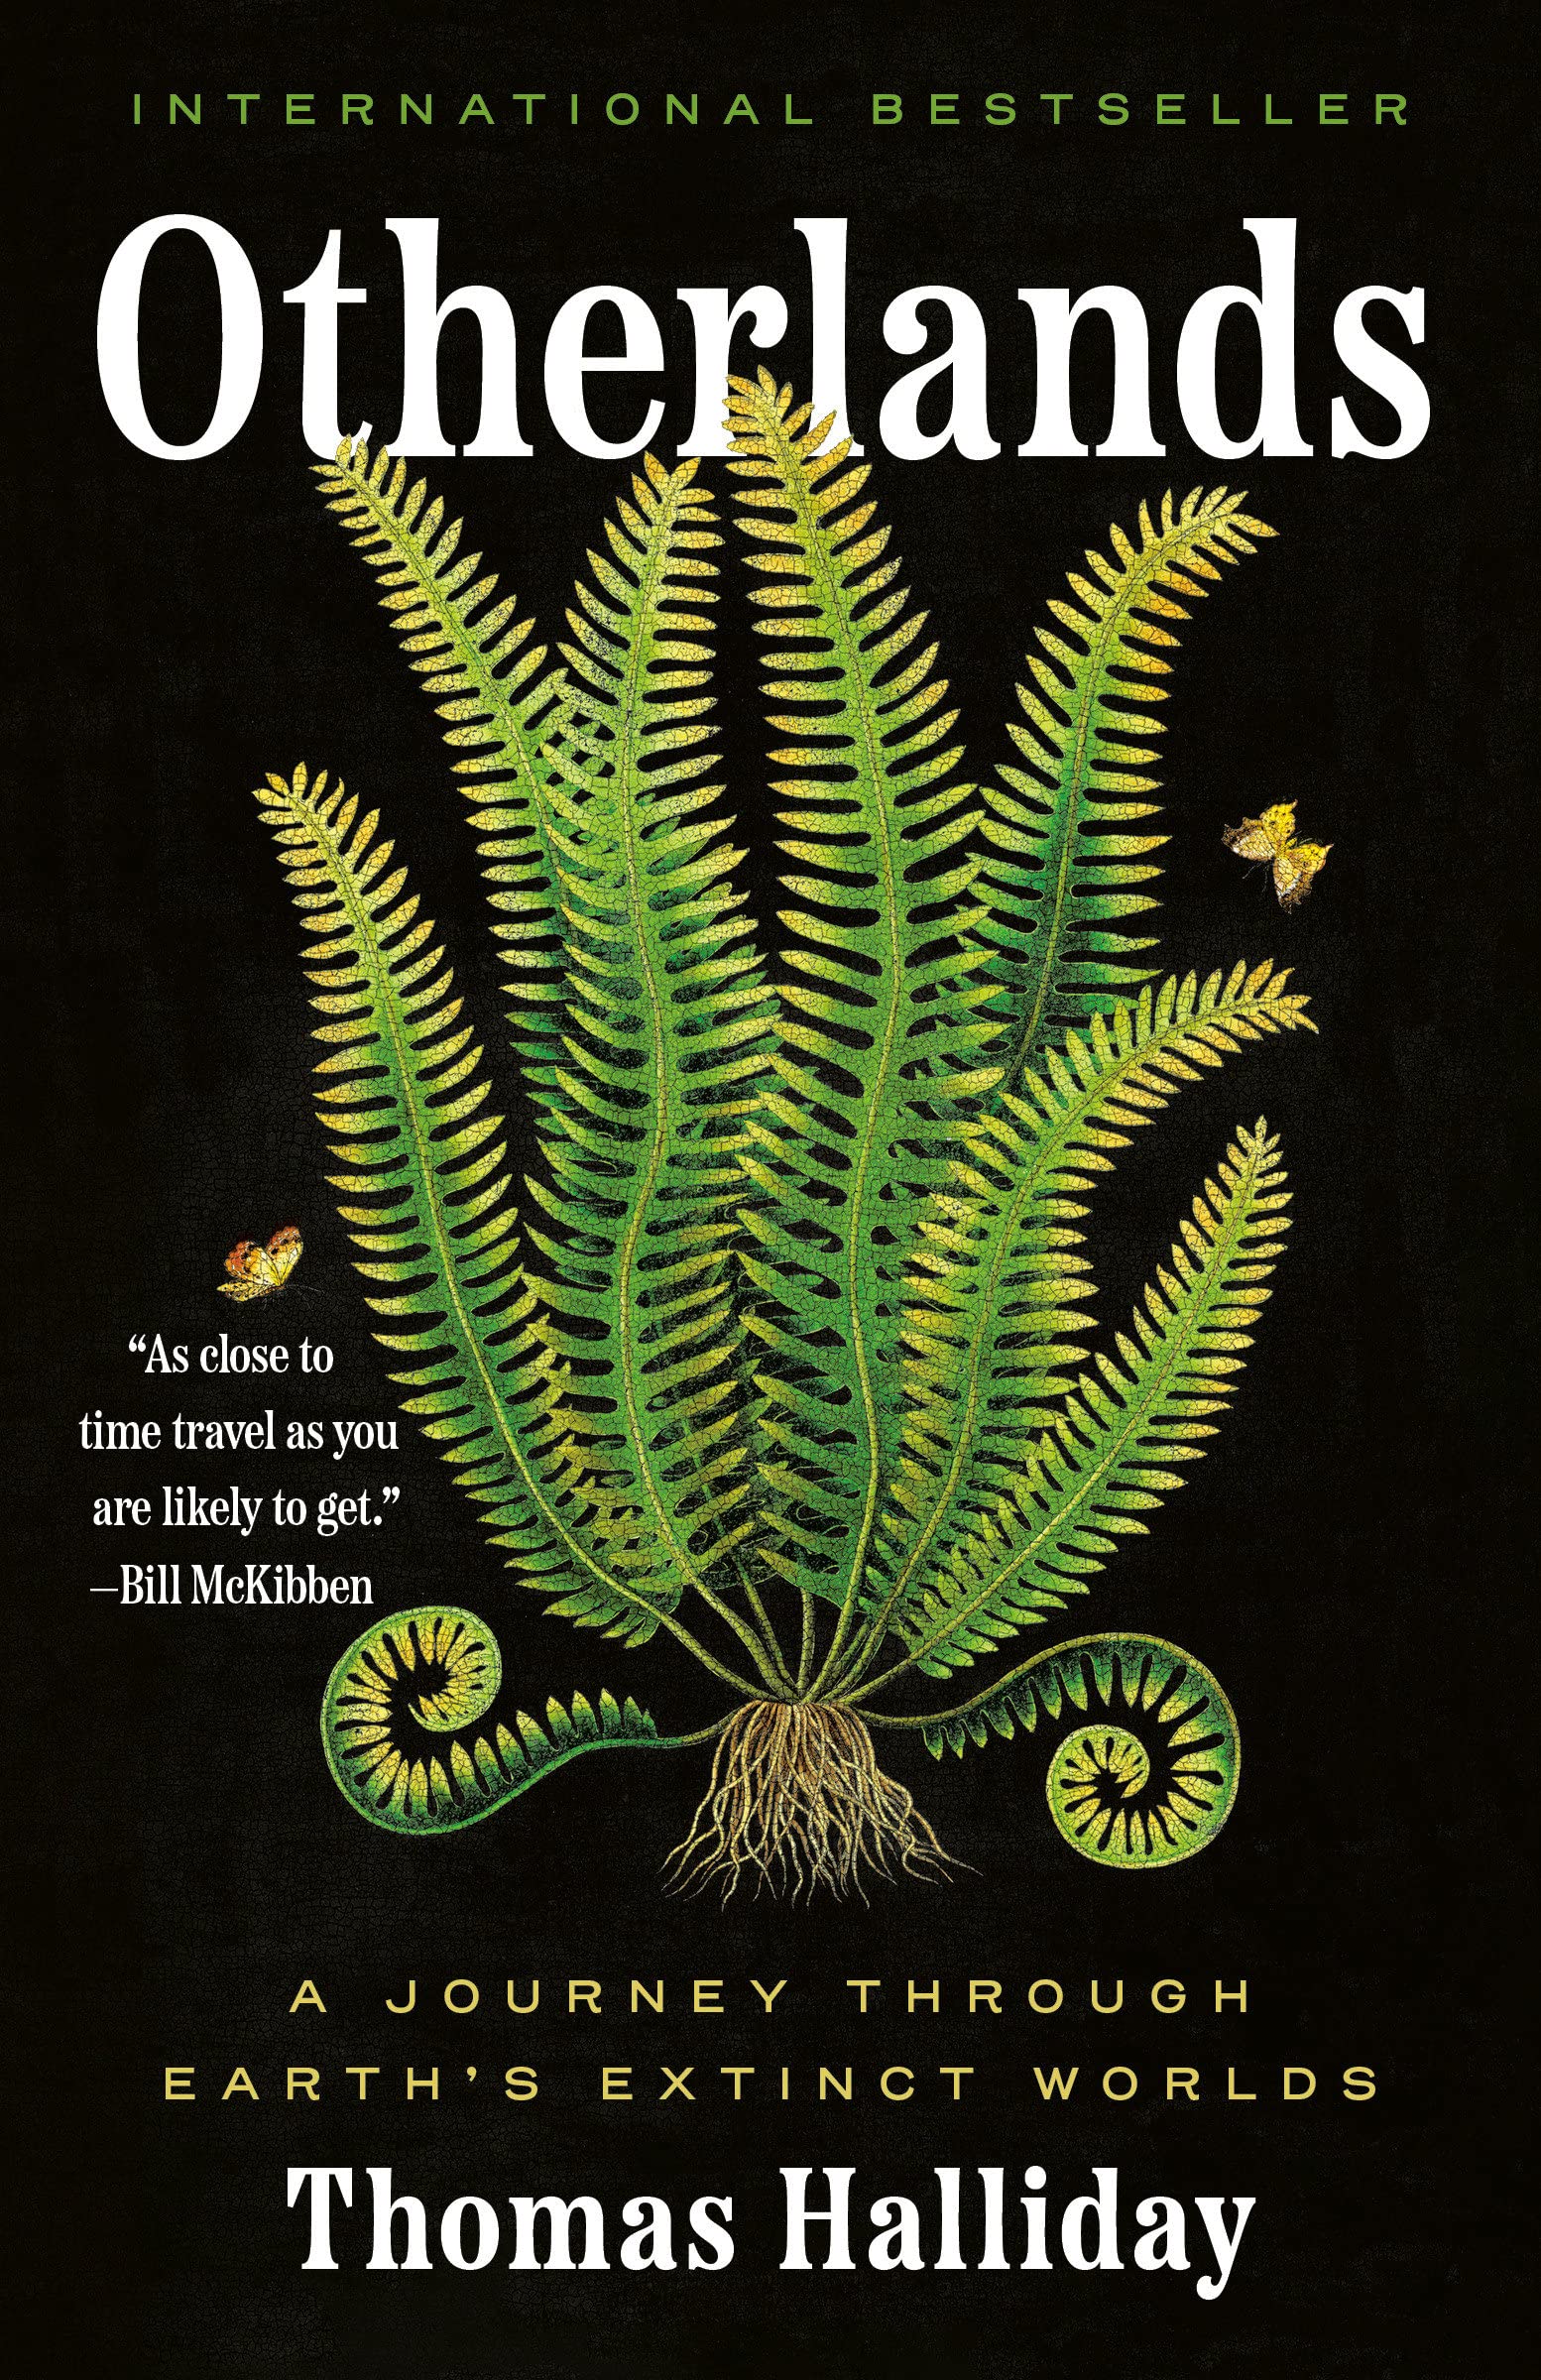 INTERNATIONAL BESTSELLER
Otherlands
“As close to
time travel as you
are likely to get.”
—Bill McKibben
A JOURNEY THROUGH
EARTH’S EXTINCT WORLDS
Thomas Halliday